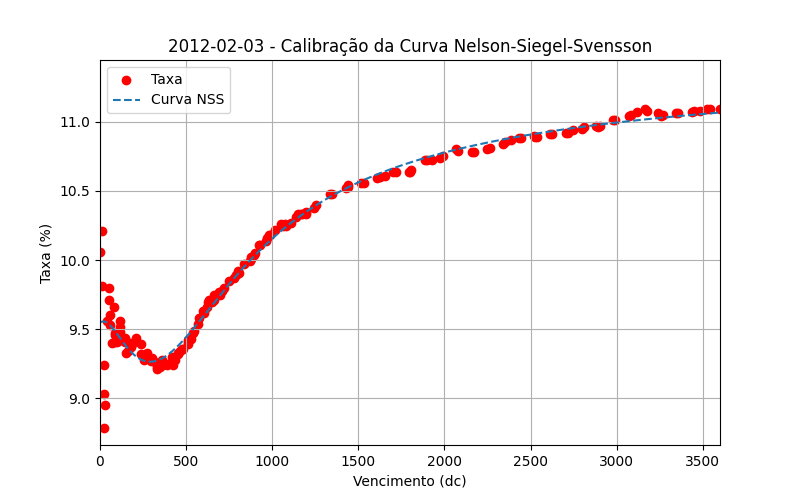 2012-02-03 - Calibração da Curva Nelson-Siegel-Svensson
Taxa
Curva NSS
Taxa (%)
11.0
10.5
10.0
9.5
9.0
0 500 1000 1500 2000 2500 3000 3500
Vencimento (dc)